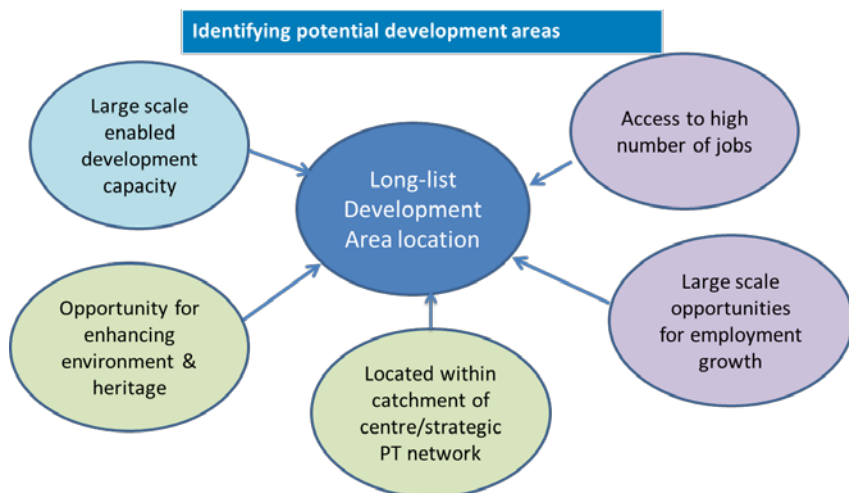 Identifying potential development areas
Large scale
enabled
development
capacity
Access to high
number of jobs
Long-list
Development
Area location
Opportunity for
enhancing
environment &
heritage
Located within
catchment of
centre/strategic
PT network
Large scale
opportunities
for employment
growth